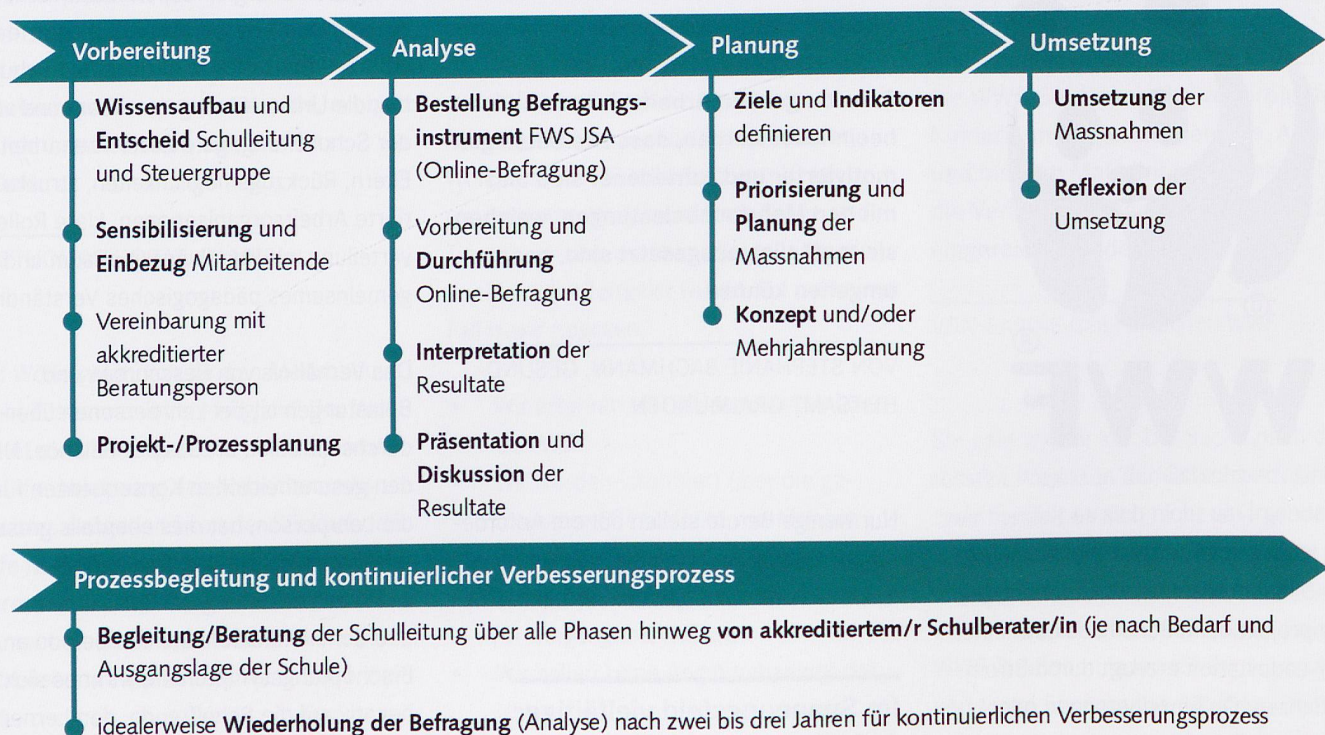 Vorbereitung
Wissensaufbau und
Entscheid Schulleitung
und Steuergruppe
Sensibilisierung und
Einbezug Mitarbeitende
Vereinbarung mit
akkreditierter
Beratungsperson
Projekt-/Prozessplanung
Analyse
Bestellung Befragungs-
instrument FWS JSA
(Online-Befragung)
Vorbereitung und
Durchführung
Online-Befragung
Interpretation der
Resultate
Präsentation und
Diskussion der
Resultate
Planung
Ziele und Indikatoren
definieren
Priorisierung und
Planung der
Massnahmen
Konzept und/oder
Mehrjahresplanung
Umsetzung
Umsetzung der
Massnahmen
Reflexion der
Umsetzung
Prozessbegleitung und kontinuierlicher Verbesserungsprozess
Begleitung/Beratung der Schulleitung über alle Phasen hinweg von akkreditiertem/r Schulberater/in (je nach Bedarf und
Ausgangslage der Schule)
idealerweise Wiederholung der Befragung (Analyse) nach zwei bis drei Jahren für kontinuierlichen Verbesserungsprozess